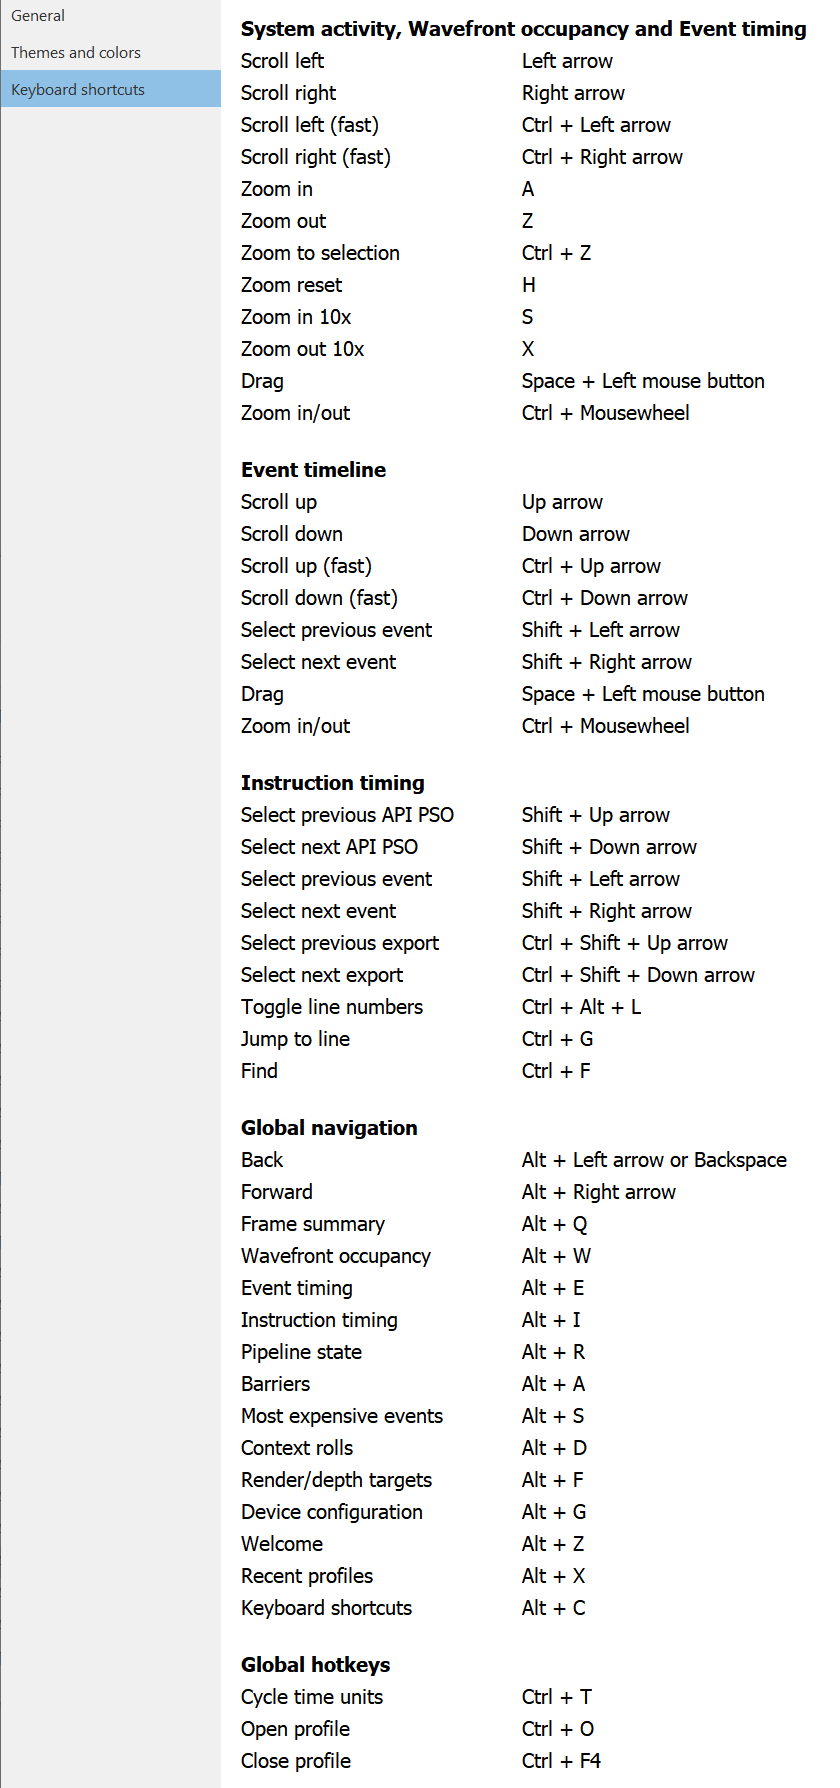 General
Themes and colors
Keyboard shortcuts
System activity, Wavefront occupancy and Event timing
Scroll left Left arrow
Scroll right Right arrow
Scroll left (fast) Ctrl + Left arrow
Scroll right (fast) Ctrl + Right arrow
Zoom in A
Zoom out Z
Zoom to selection Ctrl + Z
Zoom reset H
Zoom in 10x S
Zoom out 10x X
Drag Space + Left mouse button
Zoom in/out Ctrl + Mousewheel
Event timeline
Scroll up Up arrow
Scroll down Down arrow
Scroll up (fast) Ctrl + Up arrow
Scroll down (fast) Ctrl + Down arrow
Select previous event Shift + Left arrow
Select next event Shift + Right arrow
Drag Space + Left mouse button
Zoom in/out Ctrl + Mousewheel
Instruction timing
Select previous API PSO Shift + Up arrow
Select next API PSO Shift + Down arrow
Select previous event Shift + Left arrow
Select next event Shift + Right arrow
Select previous export Ctrl + Shift + Up arrow
Select next export Ctrl + Shift + Down arrow
Toggle line numbers Ctrl + Alt + L
Jump to line Ctrl + G
Find Ctrl + F
Global navigation
Back Alt + Left arrow or Backspace
Forward Alt + Right arrow
Frame summary Alt + Q
Wavefront occupancy Alt + W
Event timing Alt + E
Instruction timing Alt + I
Pipeline state Alt + R
Barriers Alt + A
Most expensive events Alt + S
Context rolls Alt + D
Render/depth targets Alt + F
Device configuration Alt + G
Welcome Alt + Z
Recent profiles Alt + X
Keyboard shortcuts Alt + C
Global hotkeys
Cycle time units Ctrl + T
Open profile Ctrl + O
Close profile Ctrl + F4